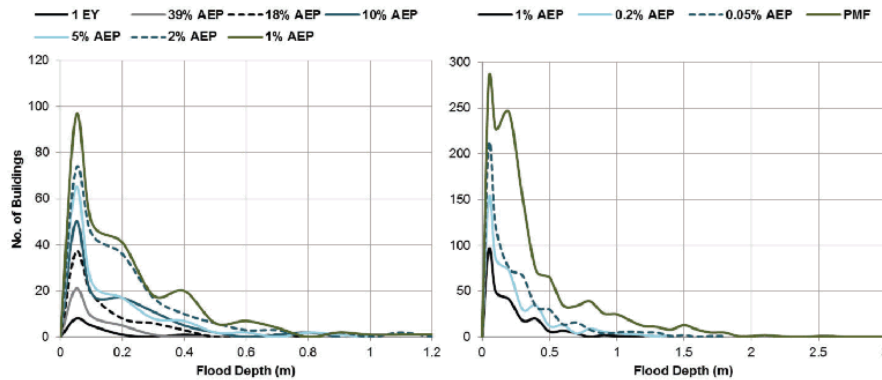 1 EY 39% AEP 18% AEP 10% AEP
5% AEP 2% AEP 1% AEP
120
100
80
60
40
20
0
No. of Buildings
0 0.2 0.4 0.6 0.8 1 1.2
Flood Depth (m)
1% AEP 0.2% AEP 0.05% AEP PMF
300
250
200
150
100
50
0
0 0.5 1 1.5 2 2.5 3
Flood Depth (m)